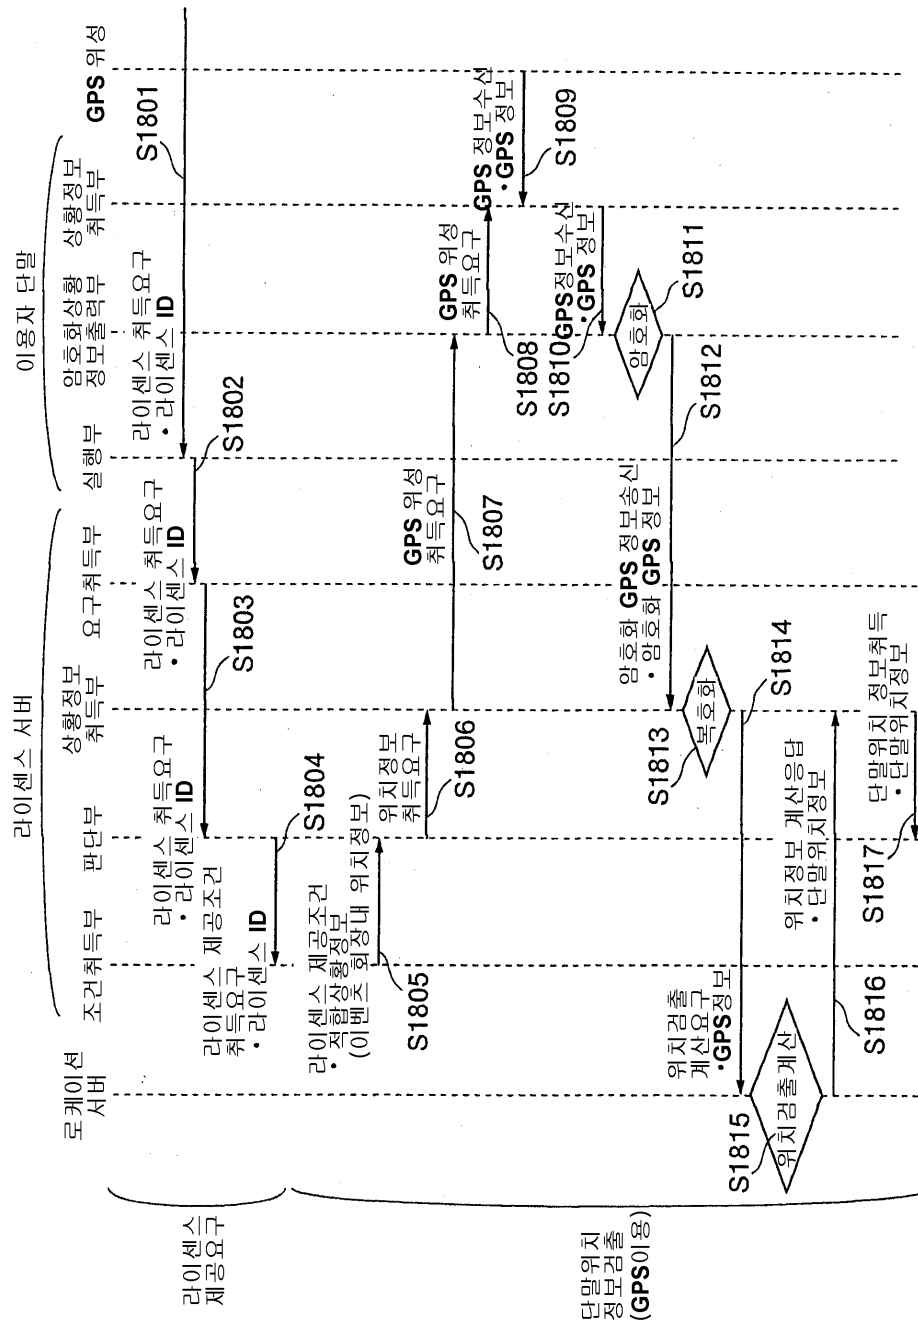 이용자 단말
라이센스 서버
로케이션
서버
조건취득부
판단부
상황정보
취득부
요구취득부
실행부
암호화상황
정보출력부
상황정보
취득부
GPS 위성
라이센스
제공요구
라이센스 취득요구
• 라이센스 ID
S1801
라이센스 취득요구
• 라이센스 ID
S1802
라이센스 취득요구
• 라이센스 ID
S1803
라이센스 제공조건
취득요구
• 라이센스 ID
S1804
단말위치
정보검출
(GPS이용)
라이센스 제공조건
• 적합상황정보
(이벤츠 회장내 위치정보)
S1805
위치정보
취득요구
S1806
GPS 위성
취득요구
S1807
GPS 위성
취득요구
S1808
GPS 정보수신
• GPS 정보
S1809
GPS정보수신
• GPS 정보
S1810
암호화
S1811
암호화 GPS 정보송신
• 암호화 GPS 정보
S1812
복호화
S1813
위치검출
계산요구
•GPS정보
S1814
위치검출계산
S1815
위치정보 계산응답
• 단말위치정보
S1816
단말위치 정보취득
• 단말위치정보
S1817